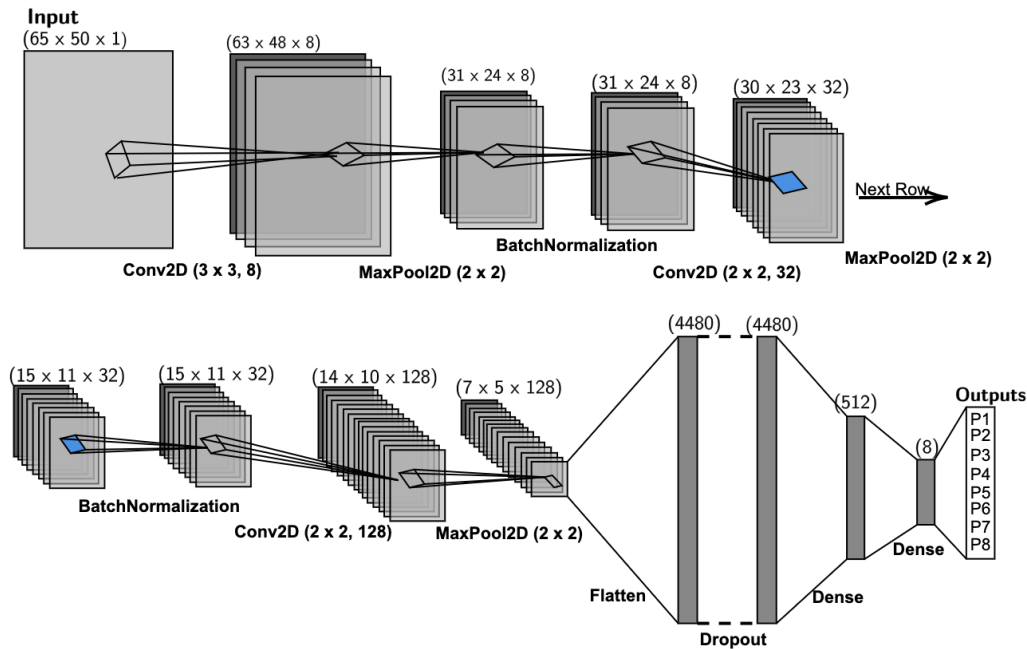 Input
(65 x 50 x 1)
(63 x 48 x 8)
(31 x 24 x 8)
(31 x 24 x 8)
(30 x 23 x 32)
Next Row
Conv2D (3 x 3, 8)
MaxPool2D (2 x 2)
BatchNormalization
Conv2D (2 x 2, 32)
MaxPool2D (2 x 2)
(15 x 11 x 32)
(15 x 11 x 32)
(14 x 10 x 128)
(7 x 5 x 128)
(4480)
(4480)
(512)
(8)
Outputs
P1
P2
P3
P4
P5
P6
P7
P8
BatchNormalization
Conv2D (2 x 2, 128)
MaxPool2D (2 x 2)
Flatten
Dropout
Dense
Dense